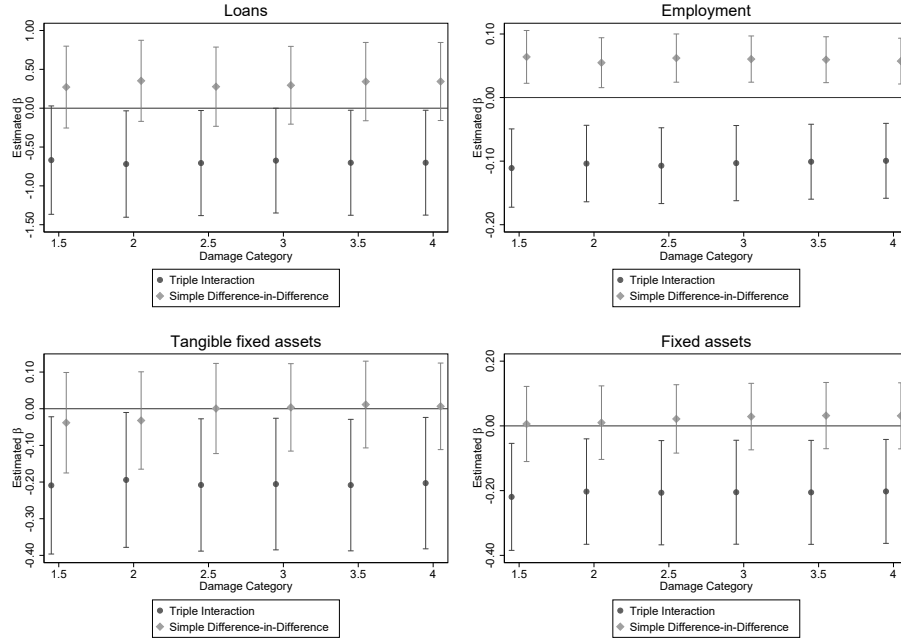 Loans
Estimated β
1.00
0.50
0.00
-0.50
-1.00
-1.50
1.5 2 2.5 3 3.5 4
Damage Category
Triple Interaction
Simple Difference-in-Difference
Employment
Estimated β
0.10
0.00
-0.10
-0.20
1.5 2 2.5 3 3.5 4
Damage Category
Triple Interaction
Simple Difference-in-Difference
Tangible fixed assets
Estimated β
0.10
0.00
-0.10
-0.20
-0.30
-0.40
1.5 2 2.5 3 3.5 4
Damage Category
Triple Interaction
Simple Difference-in-Difference
Fixed assets
Estimated β
0.20
0.00
-0.20
-0.40
1.5 2 2.5 3 3.5 4
Damage Category
Triple Interaction
Simple Difference-in-Difference